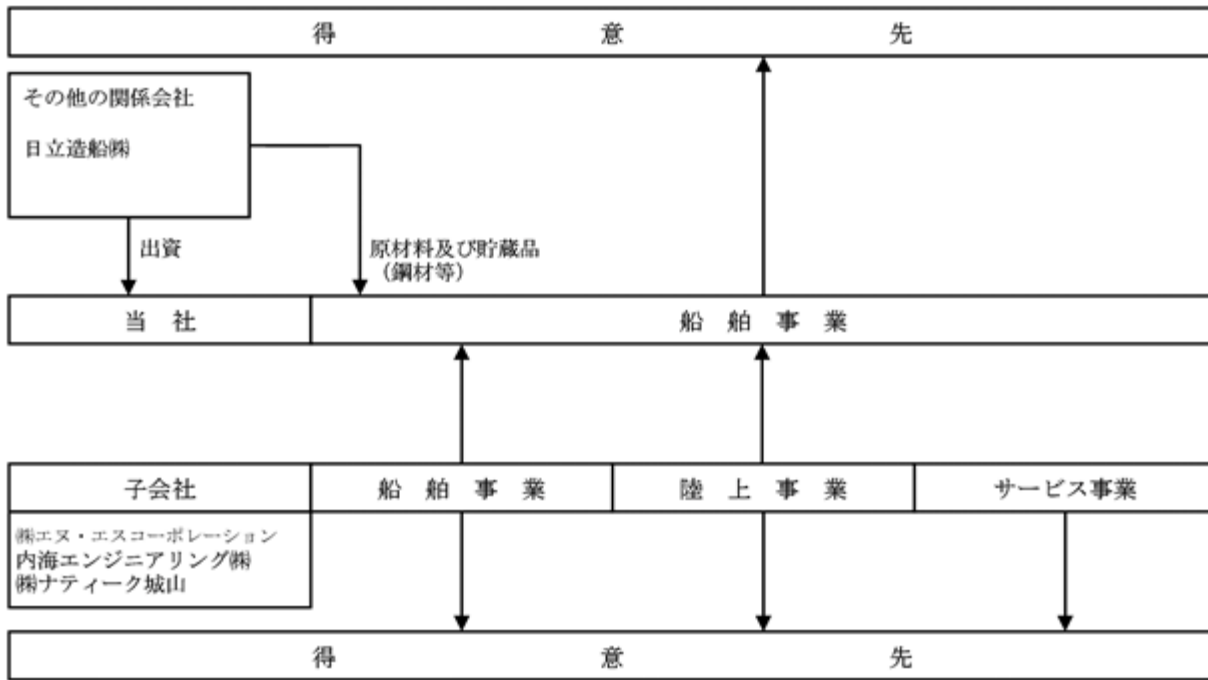 得意先
その他の関係会社
日立造船㈱
出資
原材料及び貯蔵品
（鋼材等）
当社
船舶事業
子会社
船舶事業
陸上事業
サービス事業
㈱エヌ・エスコーポレーション
内海エンジニアリング㈱
㈱ナティーク城山
得意先